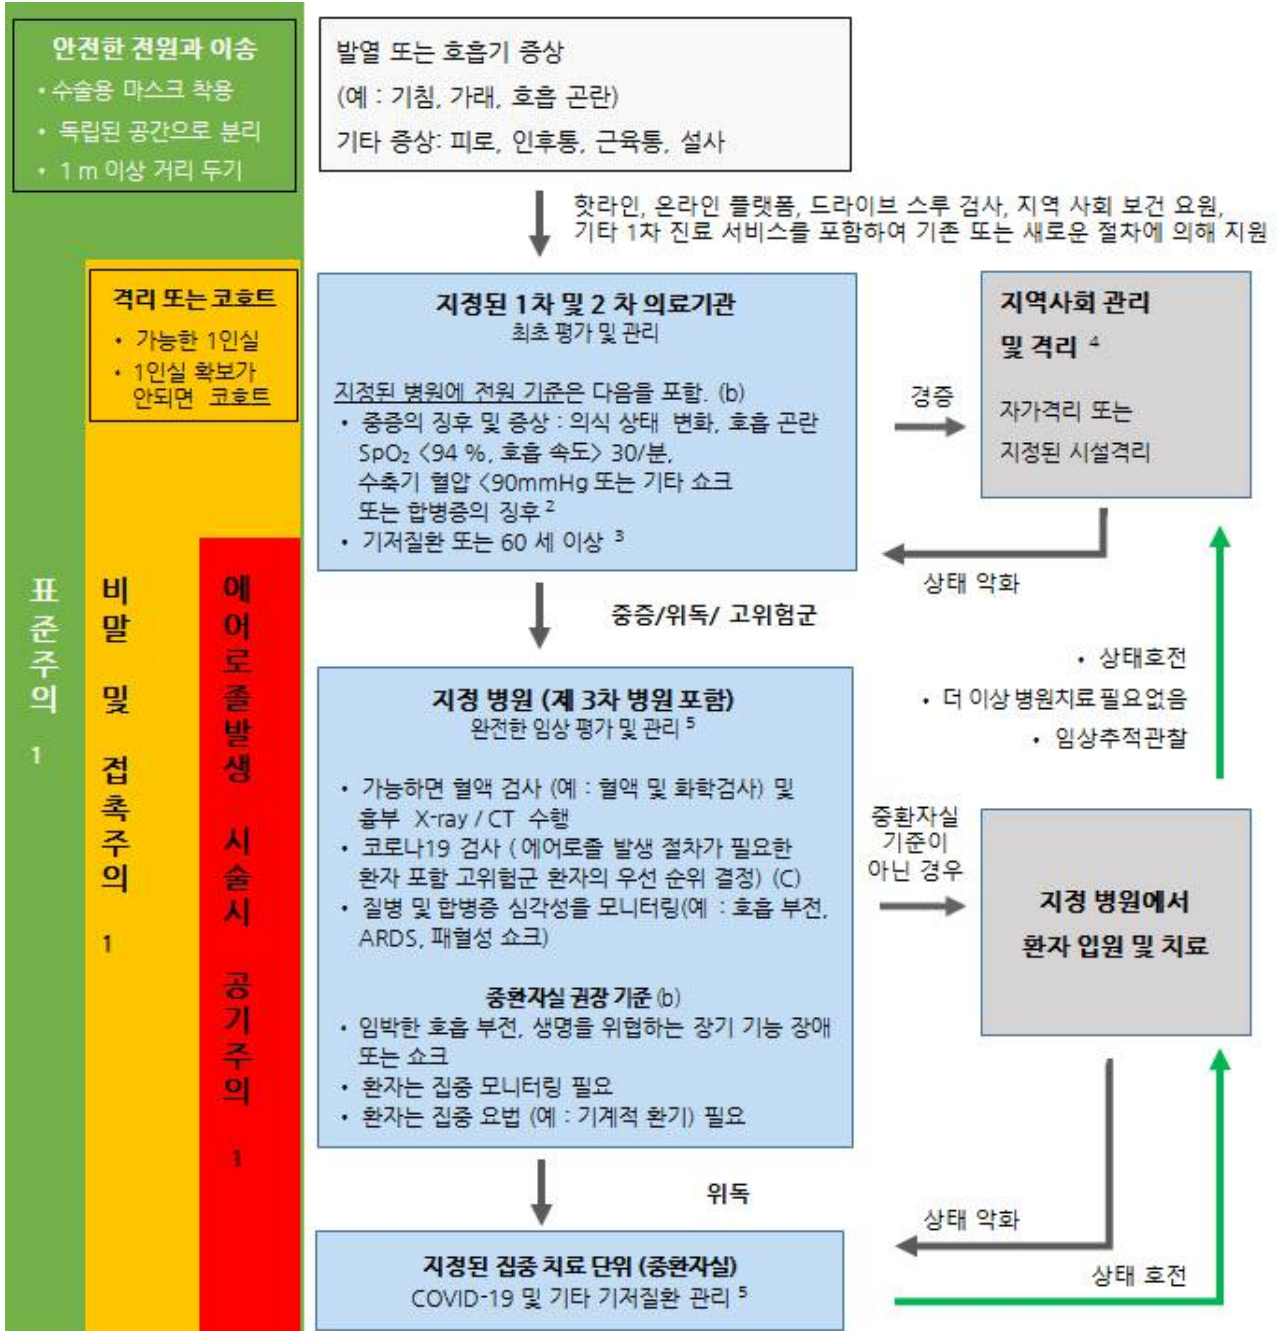 안전한 전원과 이송
• 수술용 마스크 착용
• 독립된 공간으로 분리
• 1 m 이상 거리 두기
발열 또는 호흡기 증상
(예 : 기침, 가래, 호흡 곤란)
기타 증상: 피로, 인후통, 근육통, 설사
핫라인, 온라인 플랫폼, 드라이브 스루 검사, 지역 사회 보건 요원,
기타 1차 진료 서비스를 포함하여 기존 또는 새로운 절차에 의해 지원
격리 또는 코호트
• 가능한 1인실
• 1인실 확보가
안되면 코호트
지정된 1차 및 2 차 의료기관
최초 평가 및 관리
지정된 병원에 전원 기준은 다음을 포함. (b)
• 중증의 징후 및 증상 : 의식 상태 변화, 호흡 곤란
SpO₂ <94 %, 호흡 속도> 30/분,
수축기 혈압 <90mmHg 또는 기타 쇼크
또는 합병증의 징후 2
• 기저질환 또는 60 세 이상 3
경증
지역사회 관리
및 격리 4
자가격리 또는
지정된 시설격리
상태 악화
중증/위독/ 고위험군
표준주의 1
비말 및 접촉주의 1
에어로졸발생 시술시 공기주의 1
지정 병원 (제 3차 병원 포함)
완전한 임상 평가 및 관리 5
• 가능하면 혈액 검사 (예 : 혈액 및 화학검사) 및
흉부 X-ray / CT 수행
• 코로나19 검사 ( 에어로졸 발생 절차가 필요한
환자 포함 고위험군 환자의 우선 순위 결정) (C)
• 질병 및 합병증 심각성을 모니터링(예 : 호흡 부전,
ARDS, 패혈성 쇼크)
중환자실 권장 기준 (b)
• 임박한 호흡 부전, 생명을 위협하는 장기 기능 장애
또는 쇼크
• 환자는 집중 모니터링 필요
• 환자는 집중 요법 (예 : 기계적 환기) 필요
• 상태호전
• 더 이상 병원치료 필요없음
• 임상추적관찰
중환자실
기준이
아닌 경우
지정 병원에서
환자 입원 및 치료
위독
상태 악화
상태 호전
지정된 집중 치료 단위 (중환자실)
COVID-19 및 기타 기저질환 관리 5